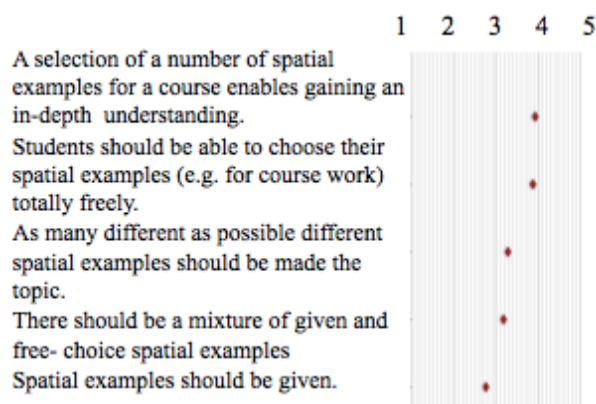 1 2 3 4 5
A selection of a number of spatial
examples for a course enables gaining an
in-depth understanding.
Students should be able to choose their
spatial examples (e.g. for course work)
totally freely.
As many different as possible different
spatial examples should be made the
topic.
There should be a mixture of given and
free- choice spatial examples
Spatial examples should be given.